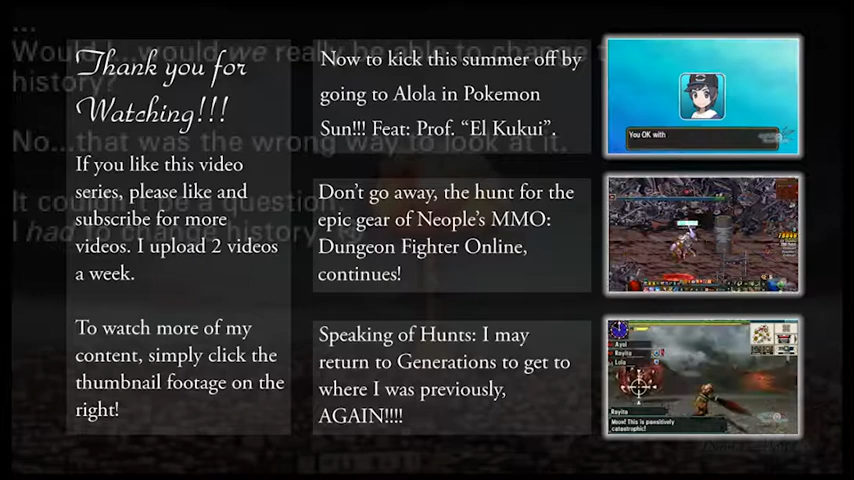 ...
Would I...would we really be able to change
history?
No...that was the wrong way to look at it.
It couldn't be a question.
I had to change history.
Thank you for
Watching!!!
If you like this video
series, please like and
subscribe for more
videos. I upload 2 videos
a week.
To watch more of my
content, simply click the
thumbnail footage on the
right!
Now to kick this summer off by
going to Alola in Pokemon
Sun!!! Feat: Prof. “El Kukui”.
Don’t go away, the hunt for the
epic gear of Neople’s MMO:
Dungeon Fighter Online,
continues!
Speaking of Hunts: I may
return to Generations to get to
where I was previously,
AGAIN!!!!
You OK with
Ayal
Rayita
Lula
Rayita
Meow! This is pawsitively
catastrophic!